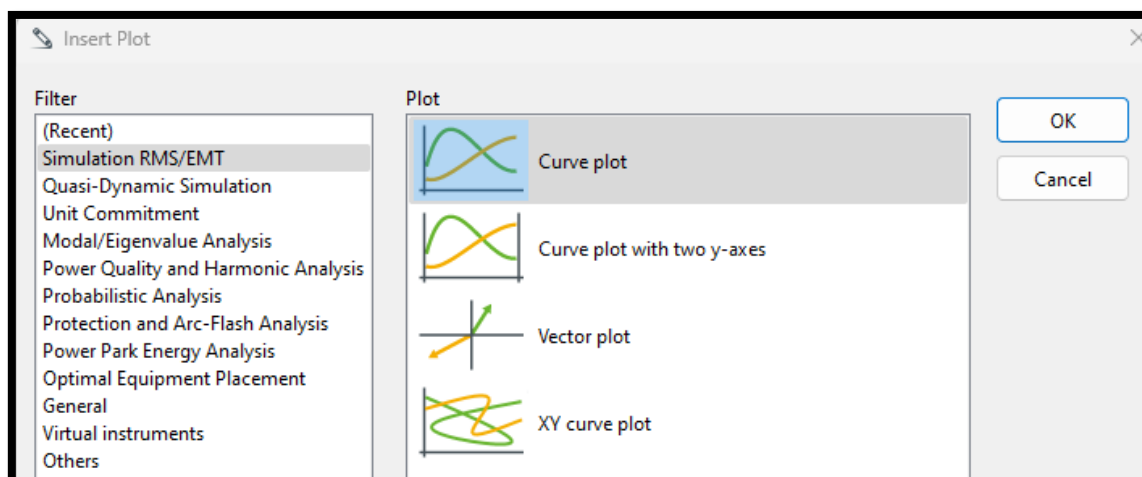 Insert Plot
Filter
(Recent)
Simulation RMS/EMT
Quasi-Dynamic Simulation
Unit Commitment
Modal/Eigenvalue Analysis
Power Quality and Harmonic Analysis
Probabilistic Analysis
Protection and Arc-Flash Analysis
Power Park Energy Analysis
Optimal Equipment Placement
General
Virtual instruments
Others
Plot
Curve plot
Curve plot with two y-axes
Vector plot
XY curve plot
OK
Cancel